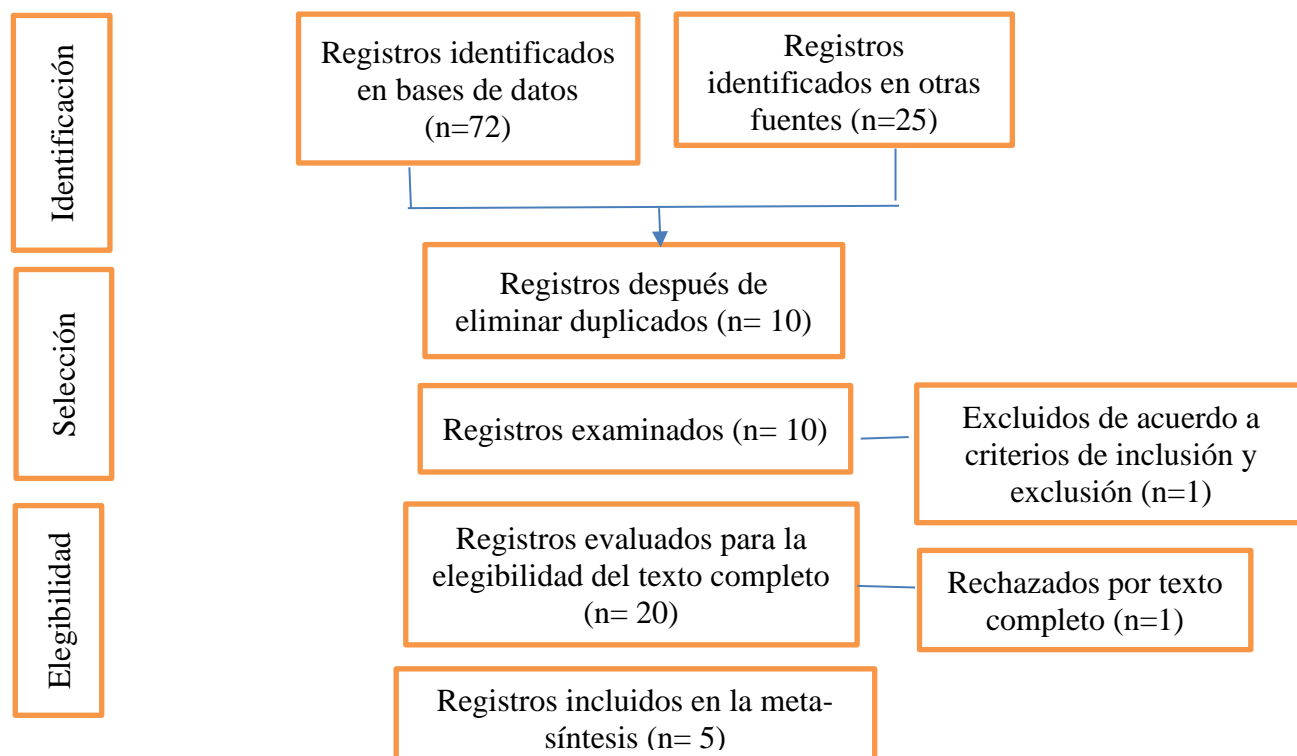 Identificación
Registros identificados
en bases de datos
(n=72)
Registros
identificados en otras
fuentes (n=25)
Selección
Registros después de
eliminar duplicados (n= 10)
Registros examinados (n= 10)
Excluidos de acuerdo a
criterios de inclusión y
exclusión (n=1)
Elegibilidad
Registros evaluados para la
elegibilidad del texto completo
(n= 20)
Rechazados por texto
completo (n=1)
Registros incluidos en la meta-
síntesis (n= 5)